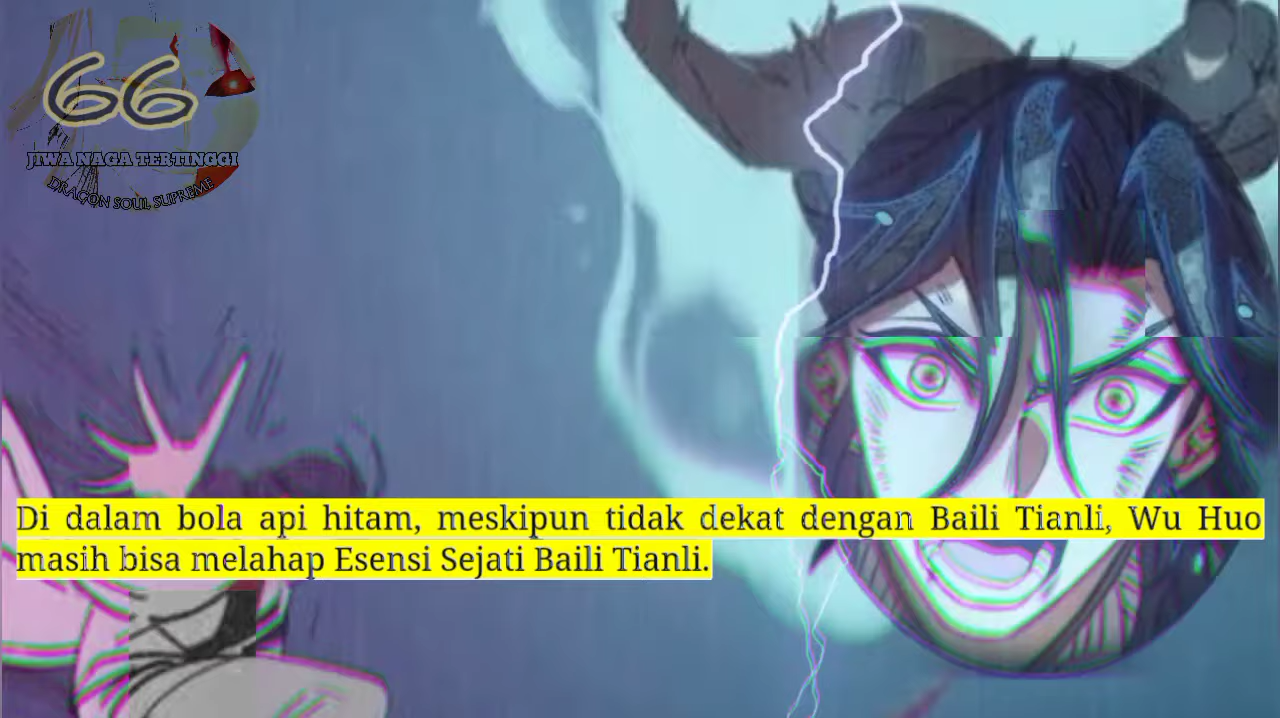 66
JIWA NAGA TERTINGGI
DRAGON SOUL SUPREME
Di dalam bola api hitam, meskipun tidak dekat dengan Baili Tianli, Wu Huo
masih bisa melahap Esensi Sejati Baili Tianli.